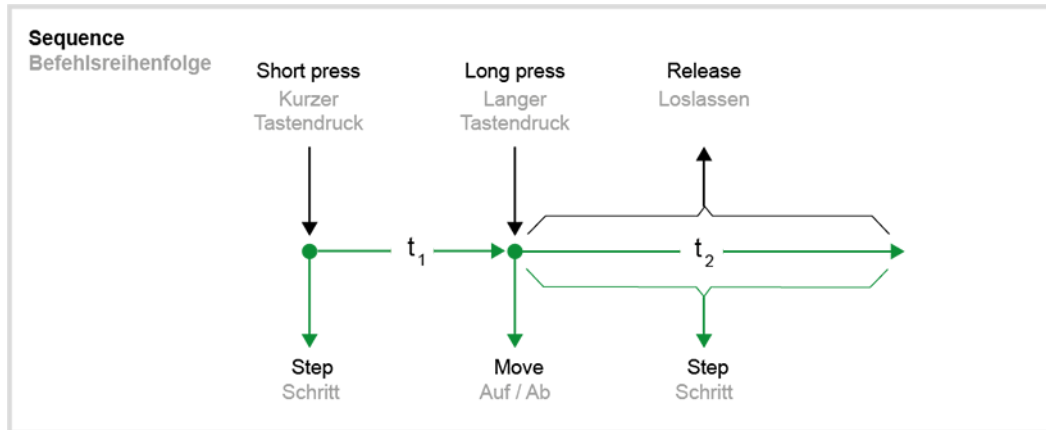 Sequence
Befehlsreihenfolge
Short press
Kurzer
Tastendruck
Long press
Langer
Tastendruck
Release
Loslassen
t1
t2
Step
Schritt
Move
Auf / Ab
Step
Schritt